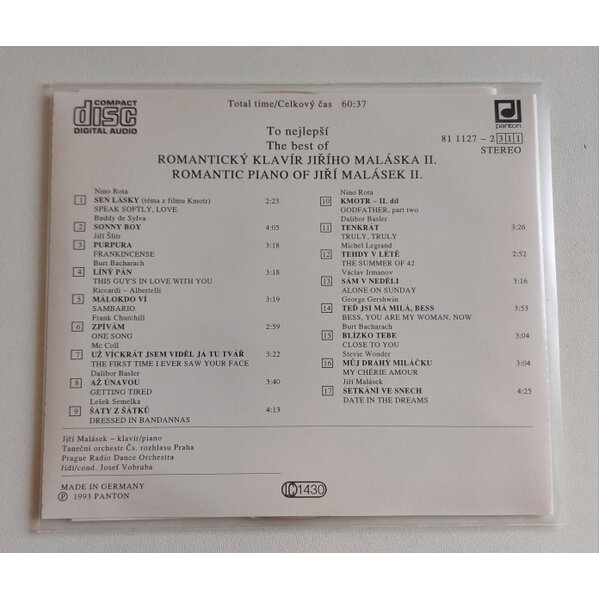 COMPACT
disc
DIGITAL AUDIO
Total time/Celkový čas 60:37
panton
81 1127 – 2 311
STEREO
To nejlepší
The best of
ROMANTICKÝ KLAVÍR JIŘÍHO MALÁSKA II.
ROMANTIC PIANO OF JIŘÍ MALÁSEK II.
Nino Rota
1 SEN LÁSKY (téma z filmu Kmotr) 2:23
SPEAK SOFTLY, LOVE
Buddy de Sylva
2 SONNY BOY 4:05
Jiří Šlitr
3 PURPURA 3:18
FRANKINCENSE
Burt Bacharach
4 LÍNÝ PÁN 3:18
THIS GUY'S IN LOVE WITH YOU
Riccardi – Albertelli
5 MÁLOKDO VÍ 3:19
SAMBARIO
Frank Churchill
6 ZPÍVÁM 2:59
ONE SONG
Mc Coll
7 UŽ VÍCKRÁT JSEM VIDĚL JÁ TU TVÁŘ 3:22
THE FIRST TIME I EVER SAW YOUR FACE
Dalibor Basler
8 AŽ ÚNAVOU 3:40
GETTING TIRED
Lešek Semelka
9 ŠATY Z ŠÁTKŮ 4:13
DRESSED IN BANDANNAS
Nino Rota
10 KMOTR – II. díl
GODFATHER, part two
Dalibor Basler
11 TENKRÁT 3:26
TRULY, TRULY
Michel Legrand
12 TEHDY V LÉTĚ 2:52
THE SUMMER OF 42
Václav Irmanov
13 SÁM V NEDĚLI 3:16
ALONE ON SUNDAY
George Gershwin
14 TEĎ JSI MÁ MILÁ, BESS 3:03
BESS, YOU ARE MY WOMAN, NOW
Burt Bacharach
15 BLÍZKO TEBE 3:04
CLOSE TO YOU
Stevie Wonder
16 MŮJ DRAHÝ MILÁČKU 3:04
MY CHÉRIE AMOUR
Jiří Malásek
17 SETKÁNÍ VE SNECH 4:25
DATE IN THE DREAMS
Jiří Malásek – klavír/piano
Taneční orchestr Čs. rozhlasu Praha
Prague Radio Dance Orchestra
řídí/cond. Josef Vobruba
MADE IN GERMANY
Ⓟ 1993 PANTON
1430